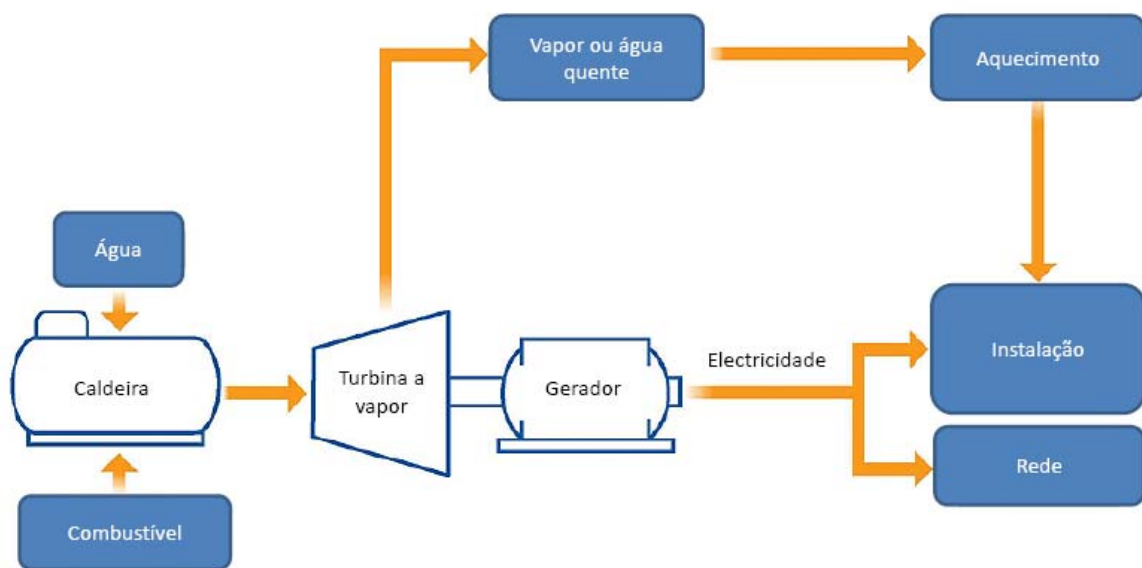 Vapor ou água
quente
Aquecimento
Água
Caldeira
Turbina a
vapor
Gerador
Electricidade
Instalação
Rede
Combustível